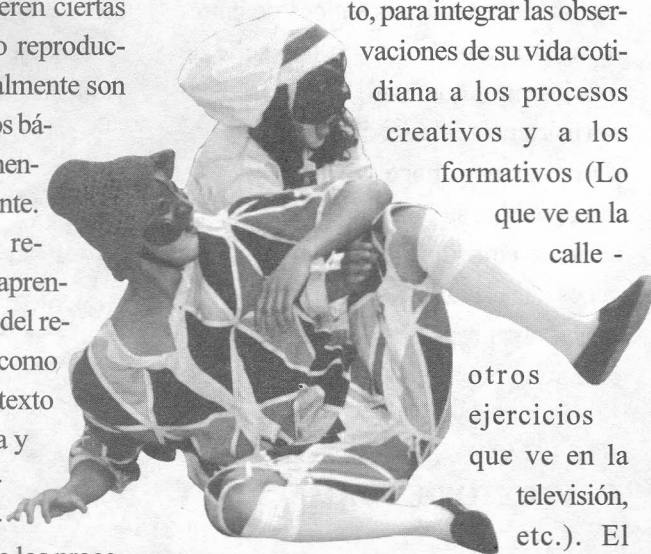 eren ciertas
o reproduc-
almente son
os bá-
men-
nte.
re-
apren-
del re-
como
texto
a y
to, para integrar las obser-
vaciones de su vida coti-
diana a los procesos
creativos y a los
formativos (Lo
que ve en la
calle -
otros
ejercicios
que ve en la
televisión,
etc.). El